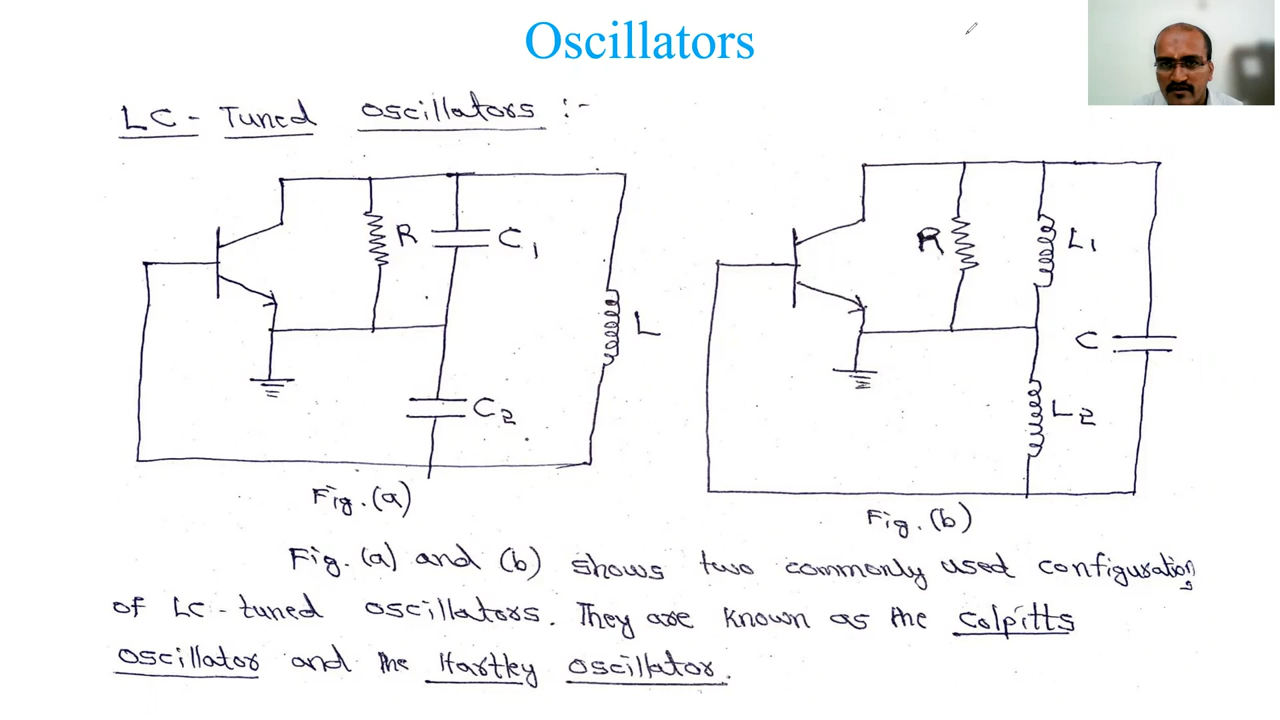 Oscillators
LC - Tuned oscillators :-
R C1 L
C2
Fig. (a)
R L1
C
L2
Fig. (b)
Fig. (a) and (b) shows two commonly used configurations
of LC - tuned oscillators. They are known as the Colpitts
oscillator and the Hartley oscillator.